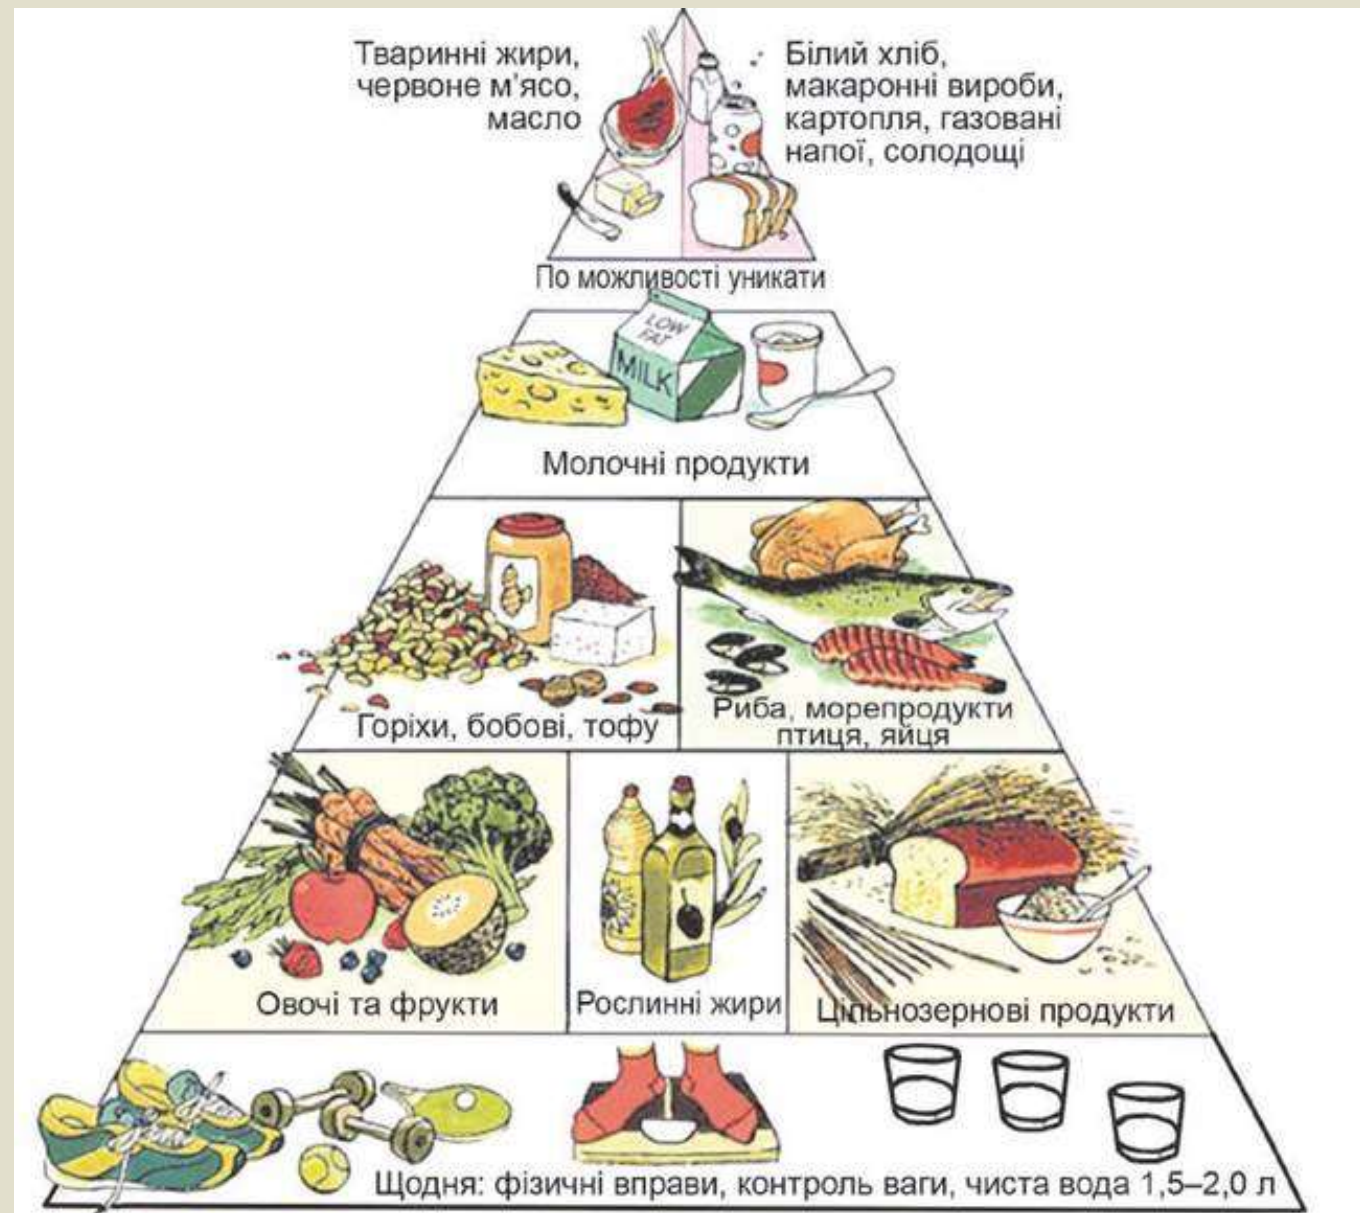 Тваринні жири,
червоне м'ясо,
масло
Білий хліб,
макаронні вироби,
картопля, газовані
напої, солодощі
По можливості уникати
LOW
FAT
MILK
Молочні продукти
Горіхи, бобові, тофу
Риба, морепродукти
птиця, яйця
Овочі та фрукти
Рослинні жири
Цільнозернові продукти
Щодня: фізичні вправи, контроль ваги, чиста вода 1,5–2,0 л